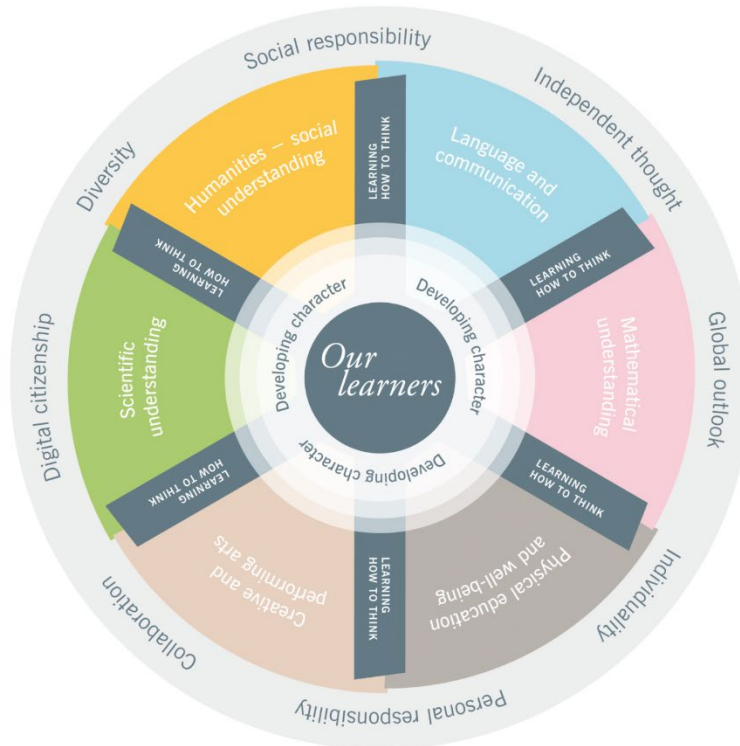 Social responsibility
Independent thought
Global outlook
Individuality
Personal responsibility
Collaboration
Digital citizenship
Diversity
Humanities – social
understanding
LEARNING
HOW TO THINK
Language and
communication
LEARNING
HOW TO THINK
Mathematical
understanding
LEARNING
HOW TO THINK
Physical education
and well-being
LEARNING
HOW TO THINK
Creative and
performing arts
LEARNING
HOW TO THINK
Scientific
understanding
LEARNING
HOW TO THINK
Developing character
Developing character
Developing character
Our
learners